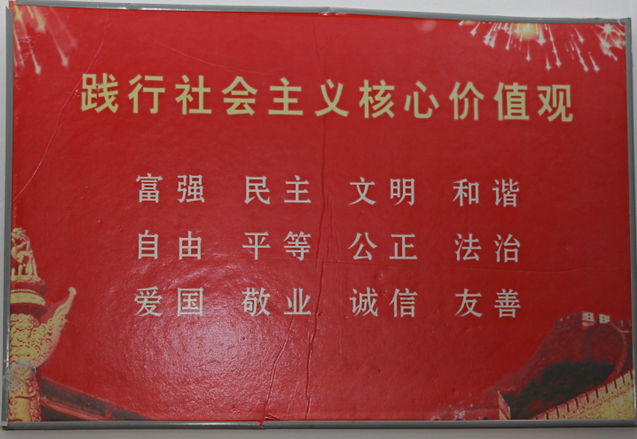 践行社会主义核心价值观
富强 民主 文明 和谐
自由 平等 公正 法治
爱国 敬业 诚信 友善